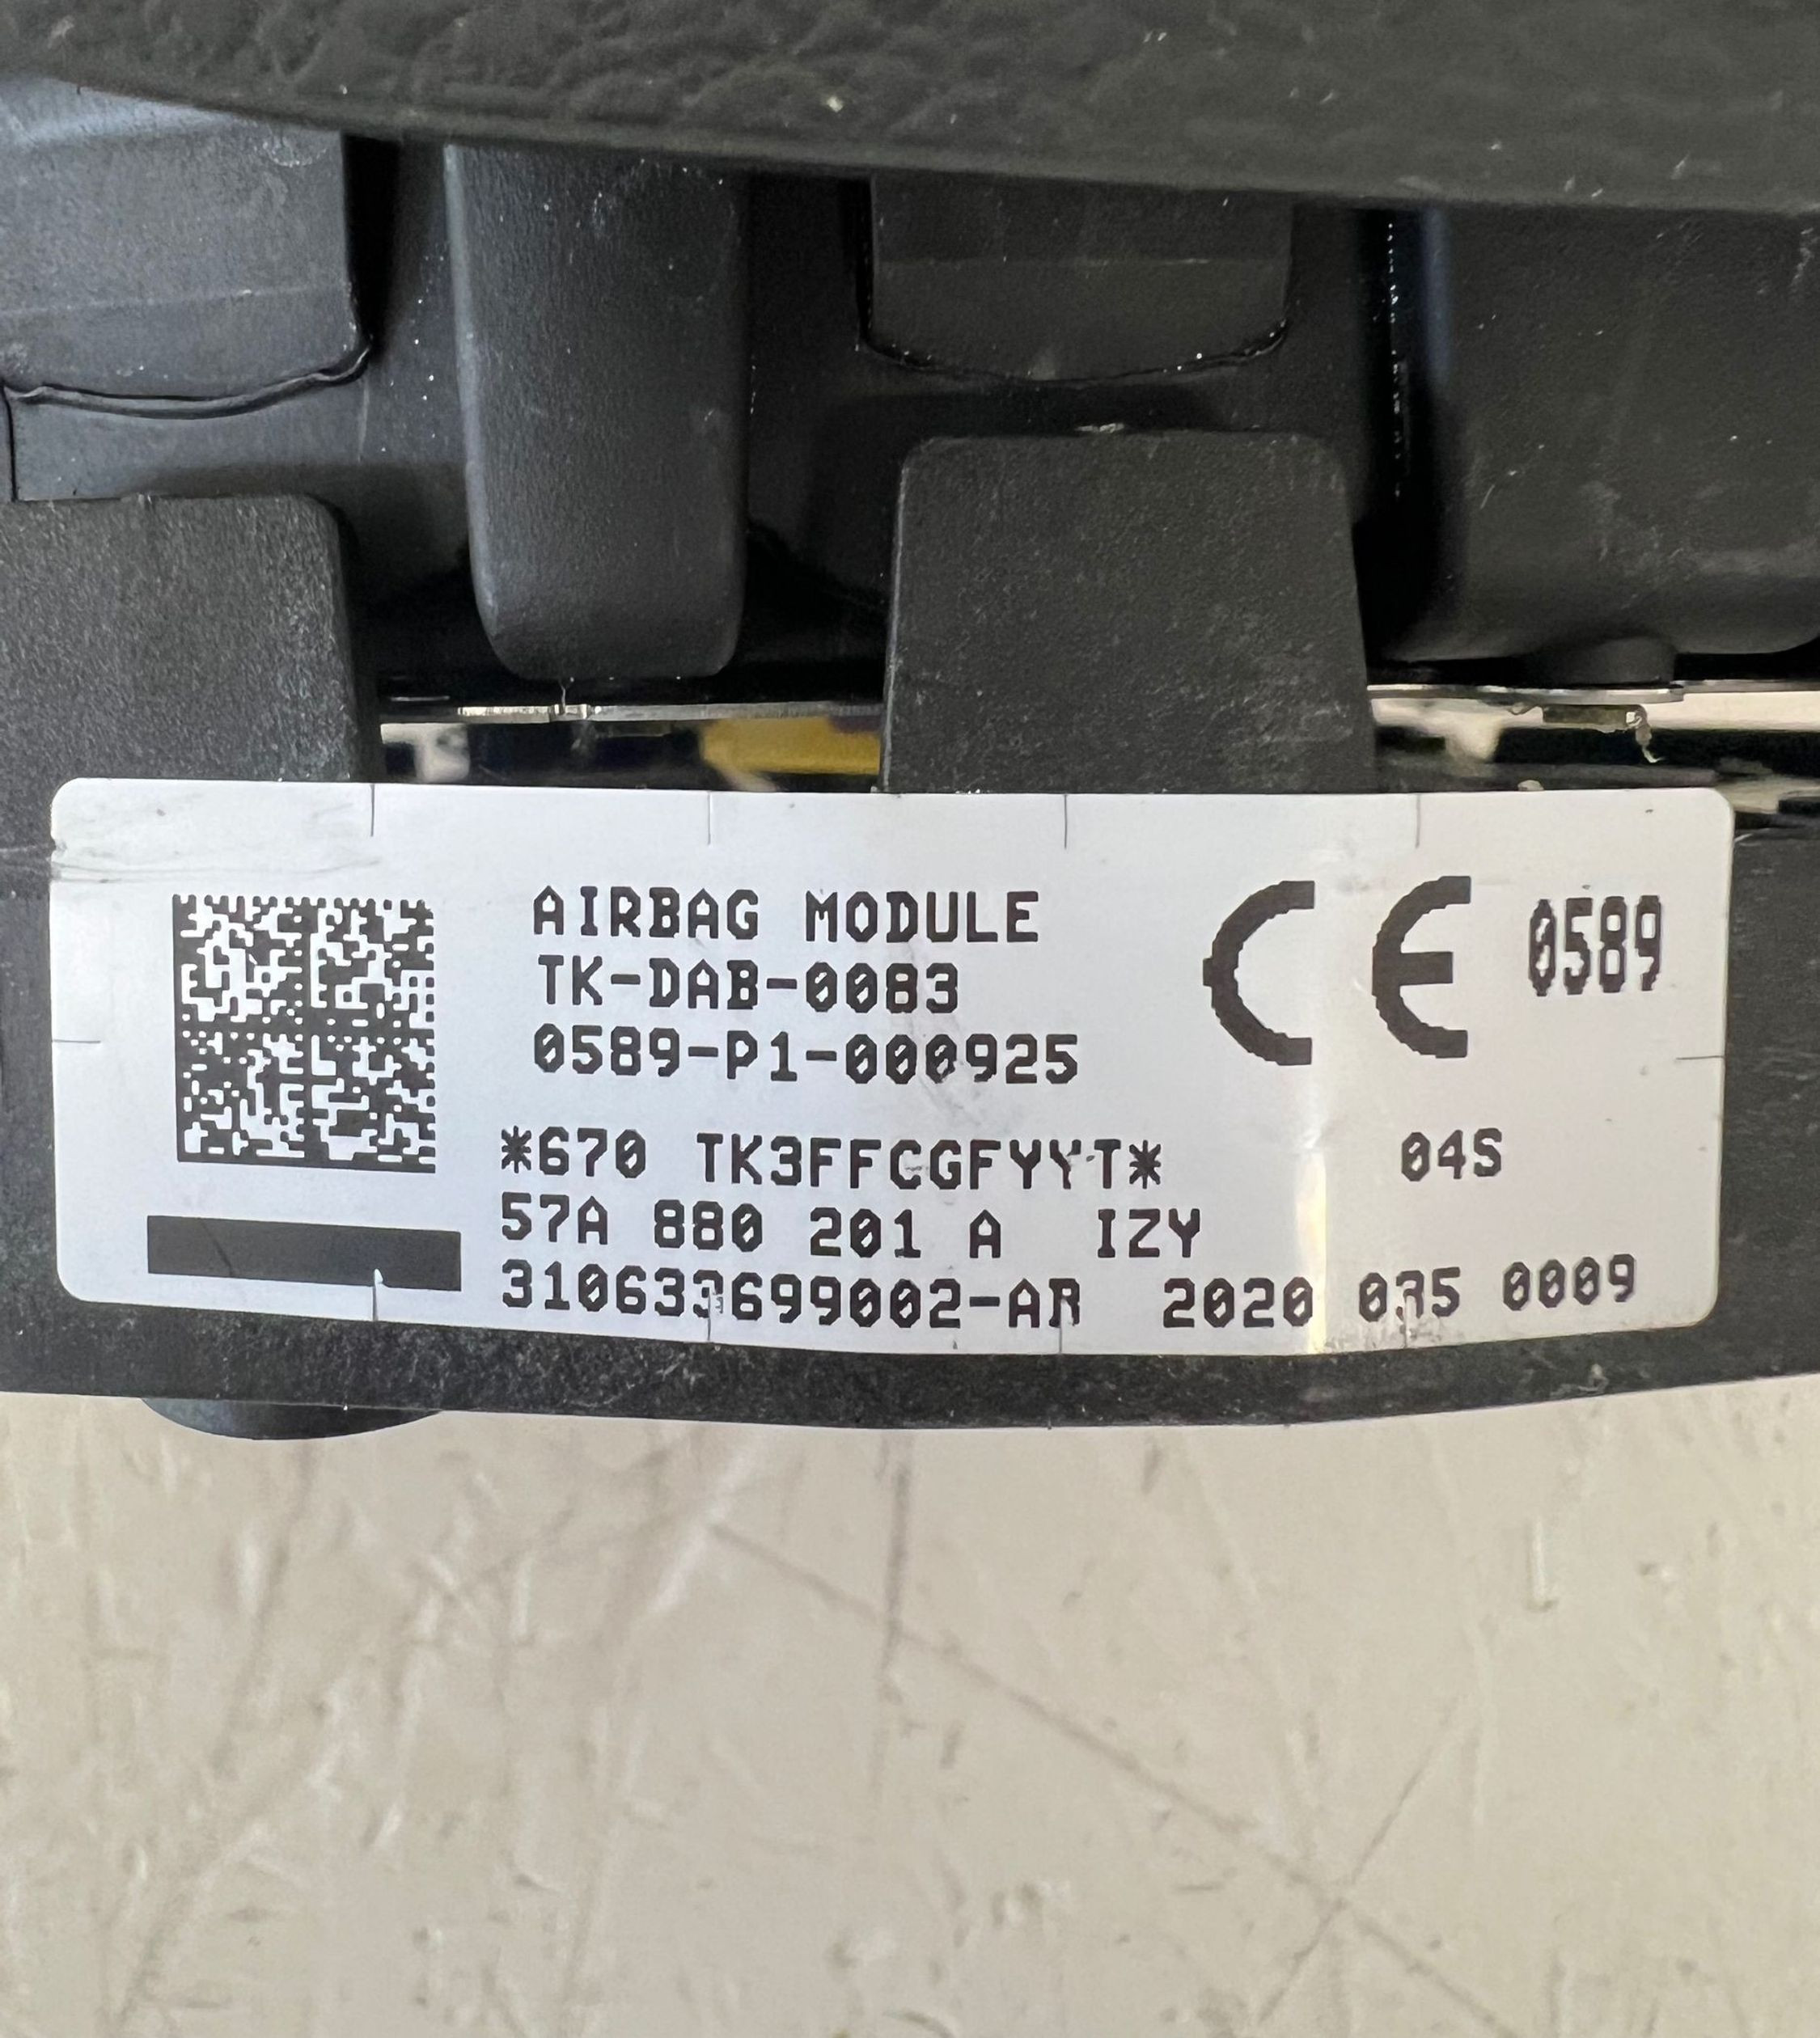 AIRBAG MODULE
TK-DAB-0083
0589-P1-000925
CE 0589
*670 TK3FFCGFYYT* 04S
57A 880 201 A IZY
310633699002-AR 2020 035 0009